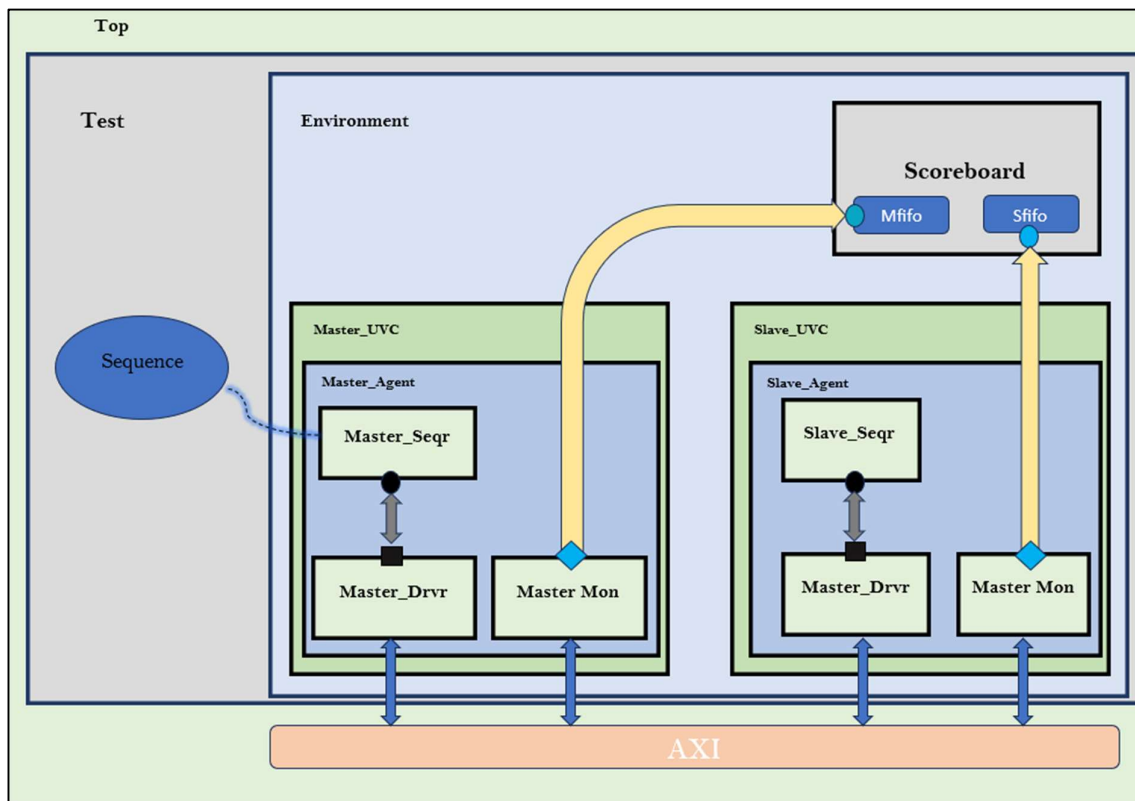 Top
Test
Environment
Scoreboard
Mfifo
Sfifo
Master_UVC
Slave_UVC
Sequence
Master_Agent
Slave_Agent
Master_Seqr
Slave_Seqr
Master_Drvr
Master Mon
Master_Drvr
Master Mon
AXI